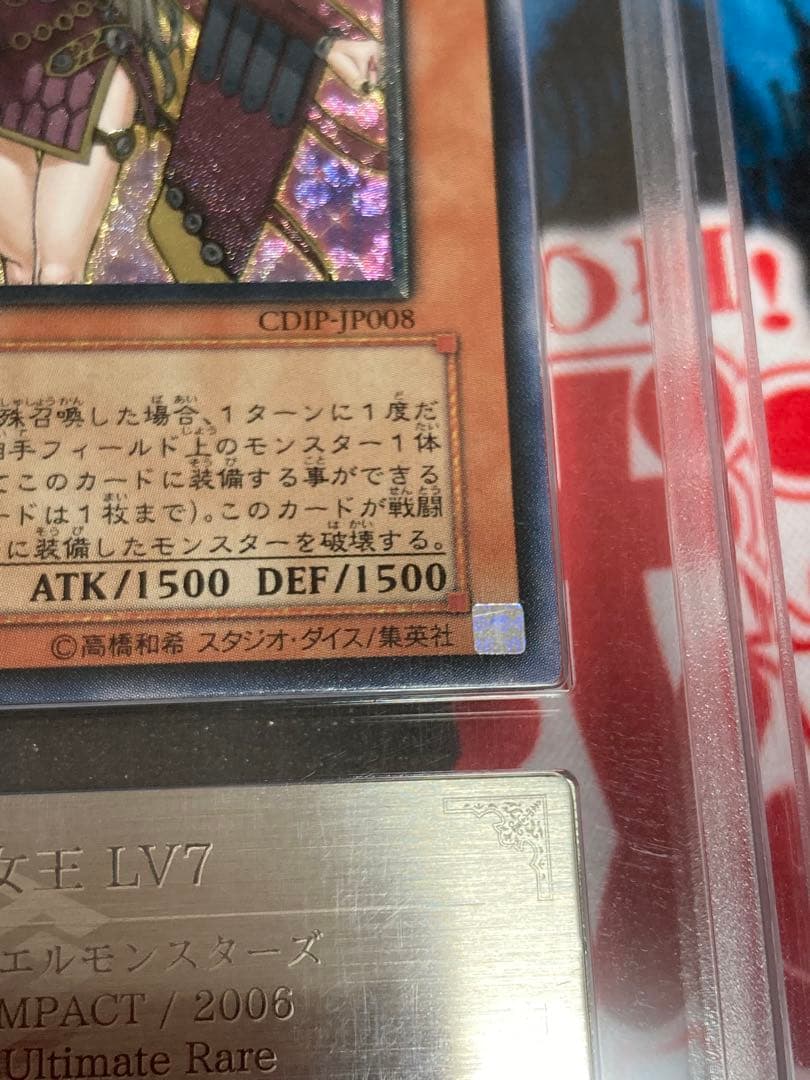 CDIP-JP008
殊召喚した場合、1ターンに1度だ
手フィールド上のモンスター1体
てこのカードに装備する事ができる
ードは1枚まで)。このカードが戦闘
に装備したモンスターを破壊する。
ATK/1500 DEF/1500
©高橋和希 スタジオ・ダイス/集英社
女王 LV7
エルモンスターズ
MPACT / 2006
Ultimate Rare